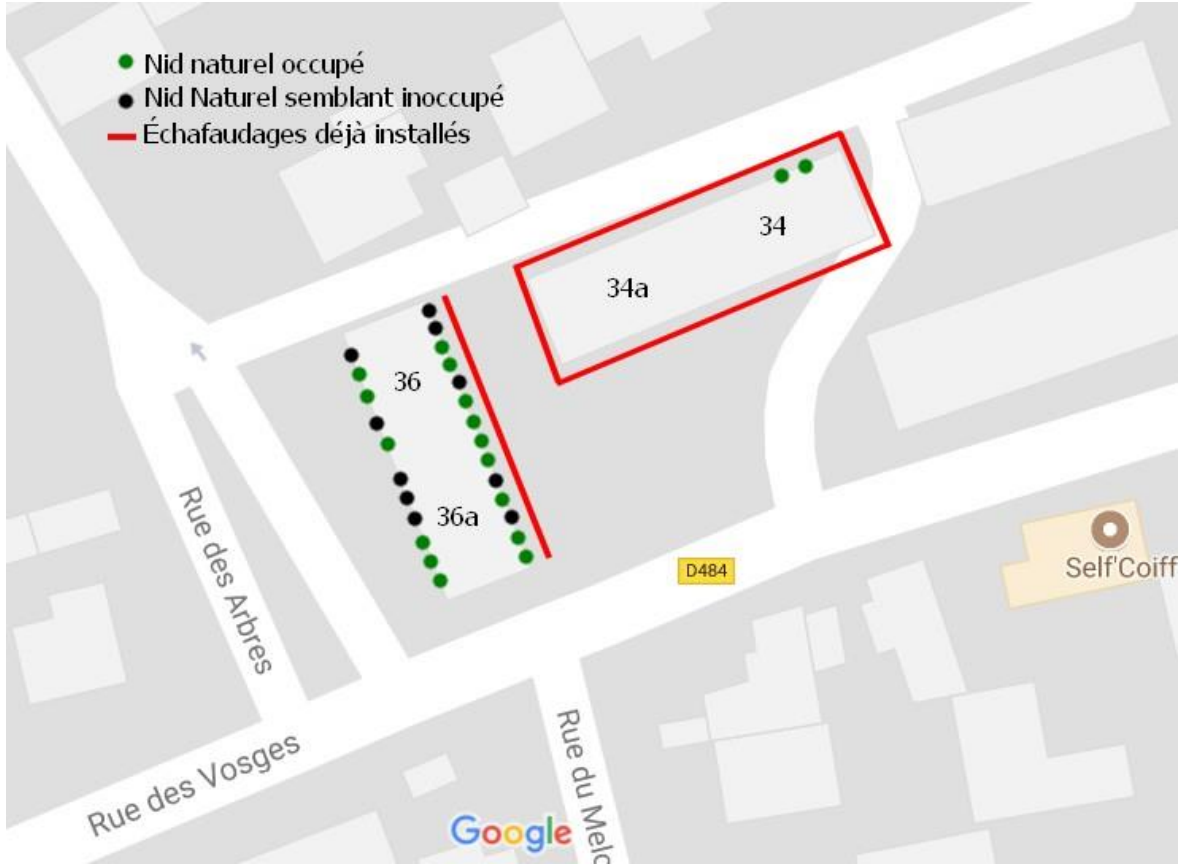 Nid naturel occupé
Nid Naturel semblant inoccupé
Échafaudages déjà installés
34
34a
36
36a
Rue des Arbres
D484
Self'Coiff
Rue des Vosges
Rue du Melo
Google